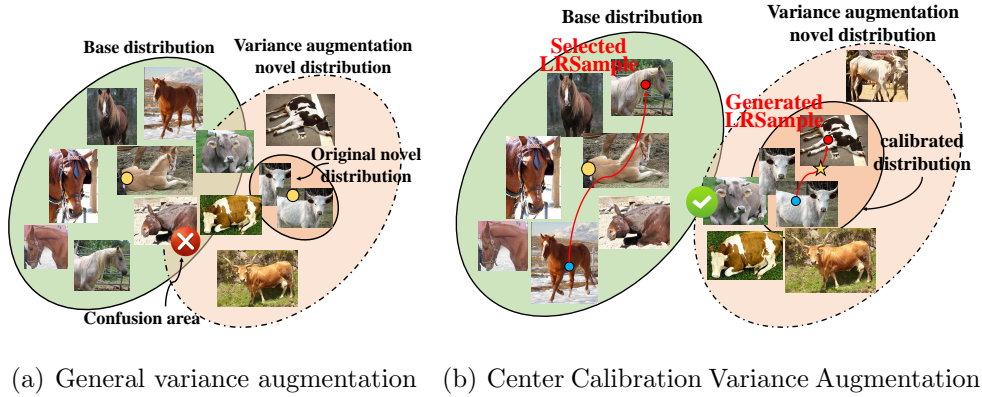 Base distribution
Variance augmentation
novel distribution
Original novel
distribution
Confusion area
(a) General variance augmentation
Base distribution
Selected
LRSample
Variance augmentation
novel distribution
Generated
LRSample
calibrated
distribution
(b) Center Calibration Variance Augmentation